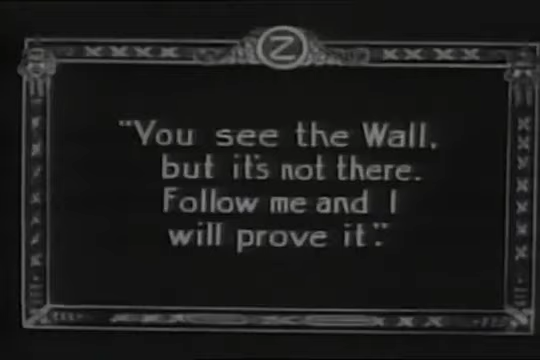 Z
"You see the Wall,
but it's not there.
Follow me and I
will prove it."